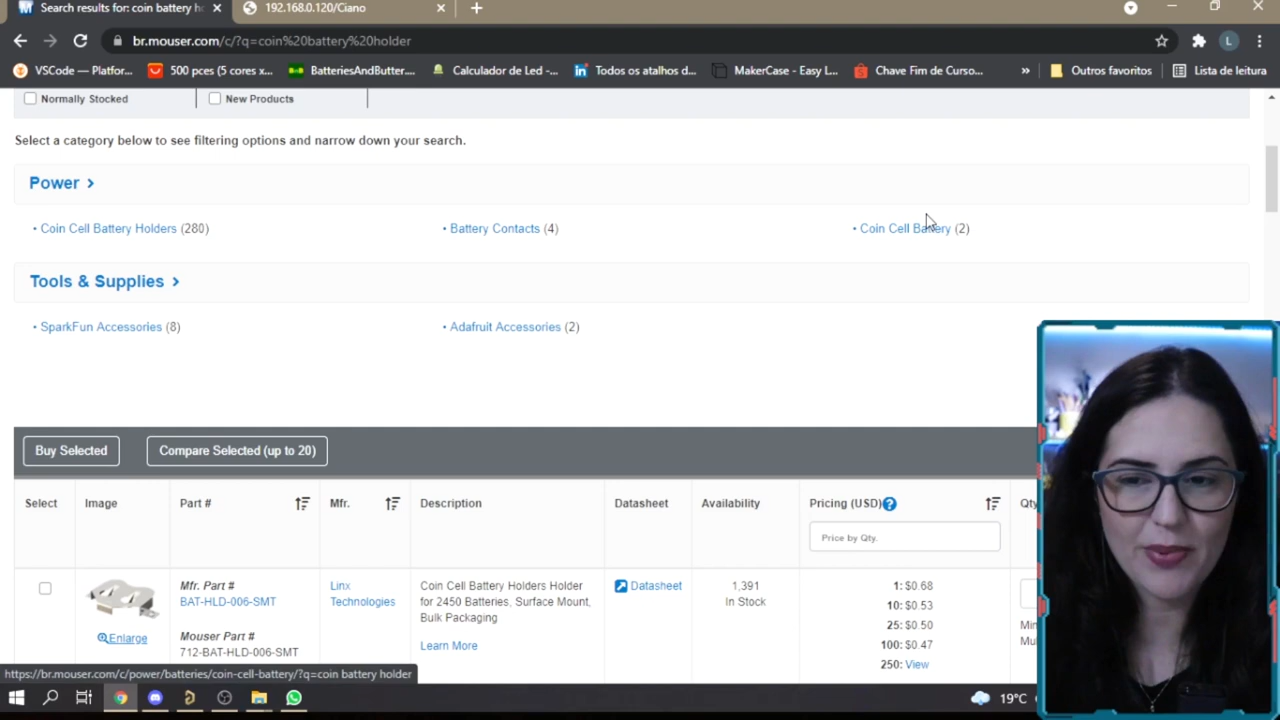 Search results for: coin battery h
192.168.0.120/Ciano
br.mouser.com/c/?q=coin%20battery%20holder
L
VSCode — Platfor...
500 pces (5 cores x...
BatteriesAndButter....
Calculador de Led -...
Todos os atalhos d...
MakerCase - Easy L...
Chave Fim de Curso...
»
Outros favoritos
Lista de leitura
Normally Stocked
New Products
Select a category below to see filtering options and narrow down your search.
Power >
• Coin Cell Battery Holders (280)
• Battery Contacts (4)
• Coin Cell Battery (2)
Tools & Supplies >
• SparkFun Accessories (8)
• Adafruit Accessories (2)
Buy Selected
Compare Selected (up to 20)
Select
Image
Part #
Mfr.
Description
Datasheet
Availability
Pricing (USD)
Qty
Price by Qty.
Enlarge
Mfr. Part #
BAT-HLD-006-SMT
Mouser Part #
712-BAT-HLD-006-SMT
Linx
Technologies
Coin Cell Battery Holders Holder
for 2450 Batteries, Surface Mount,
Bulk Packaging
Learn More
Datasheet
1,391
In Stock
1: $0.68
10: $0.53
25: $0.50
100: $0.47
250: View
Min
Mu
https://br.mouser.com/c/power/batteries/coin-cell-battery/?q=coin battery holder
19°C